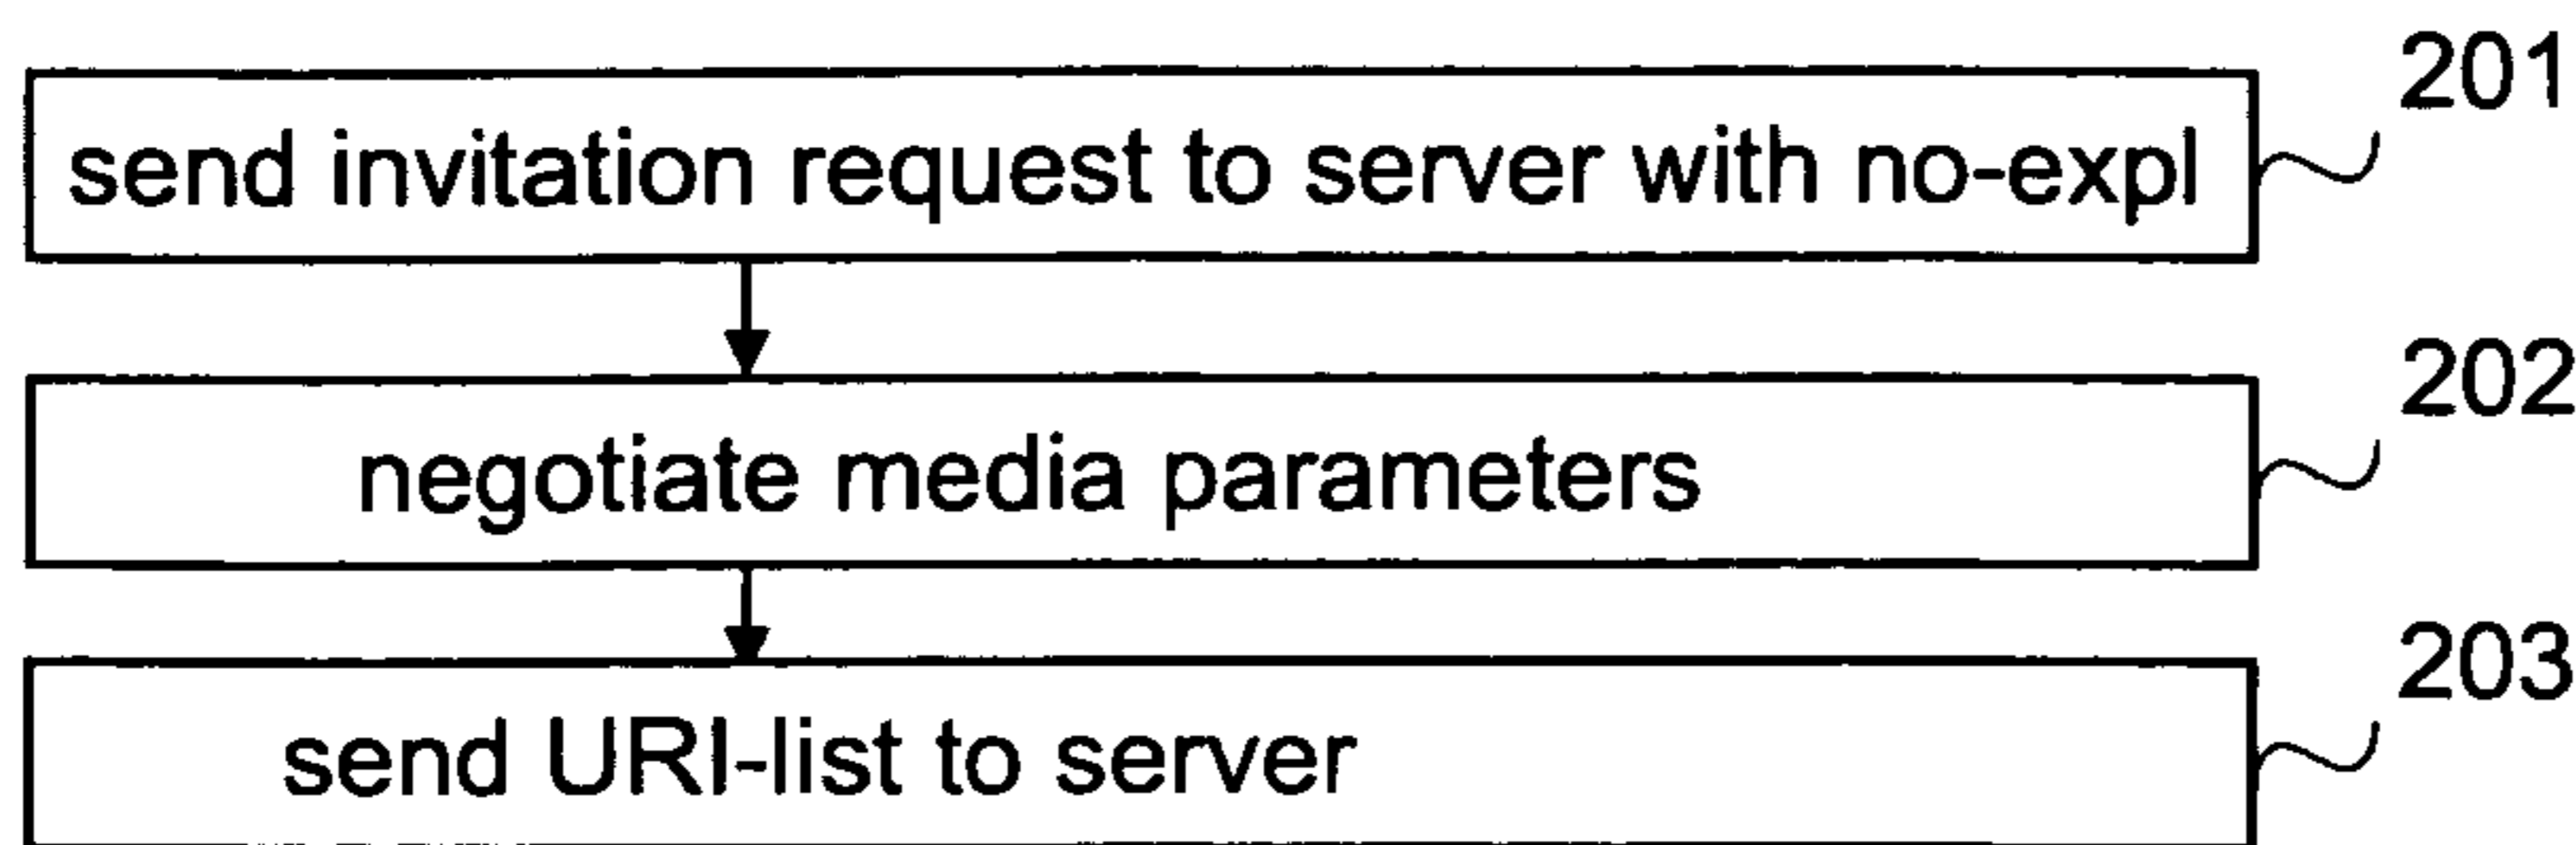 201
send invitation request to server with no-expl
202
negotiate media parameters
203
send URI-list to server